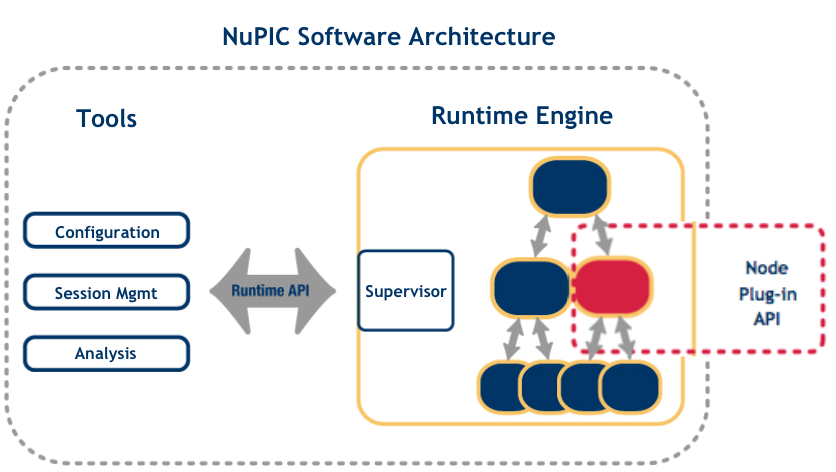 NuPIC Software Architecture
Tools
Runtime Engine
Configuration
Session Mgmt
Analysis
Runtime API
Supervisor
Node
Plug-in
API